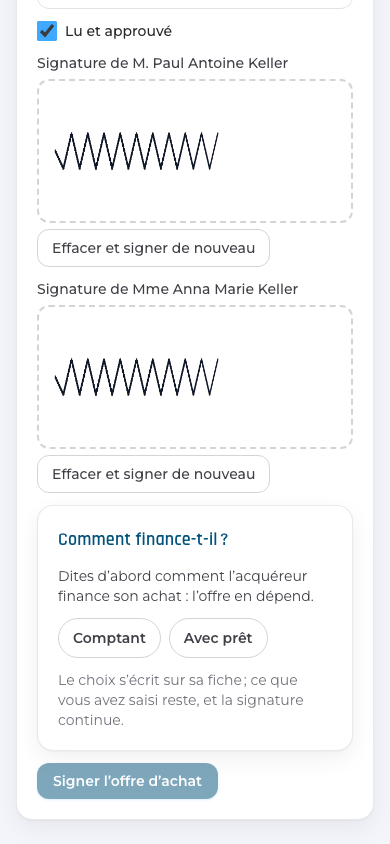 Lu et approuvé
Signature de M. Paul Antoine Keller
Effacer et signer de nouveau
Signature de Mme Anna Marie Keller
Effacer et signer de nouveau
Comment finance-t-il ?
Dites d’abord comment l’acquéreur
finance son achat : l’offre en dépend.
Comptant
Avec prêt
Le choix s’écrit sur sa fiche ; ce que
vous avez saisi reste, et la signature
continue.
Signer l’offre d’achat